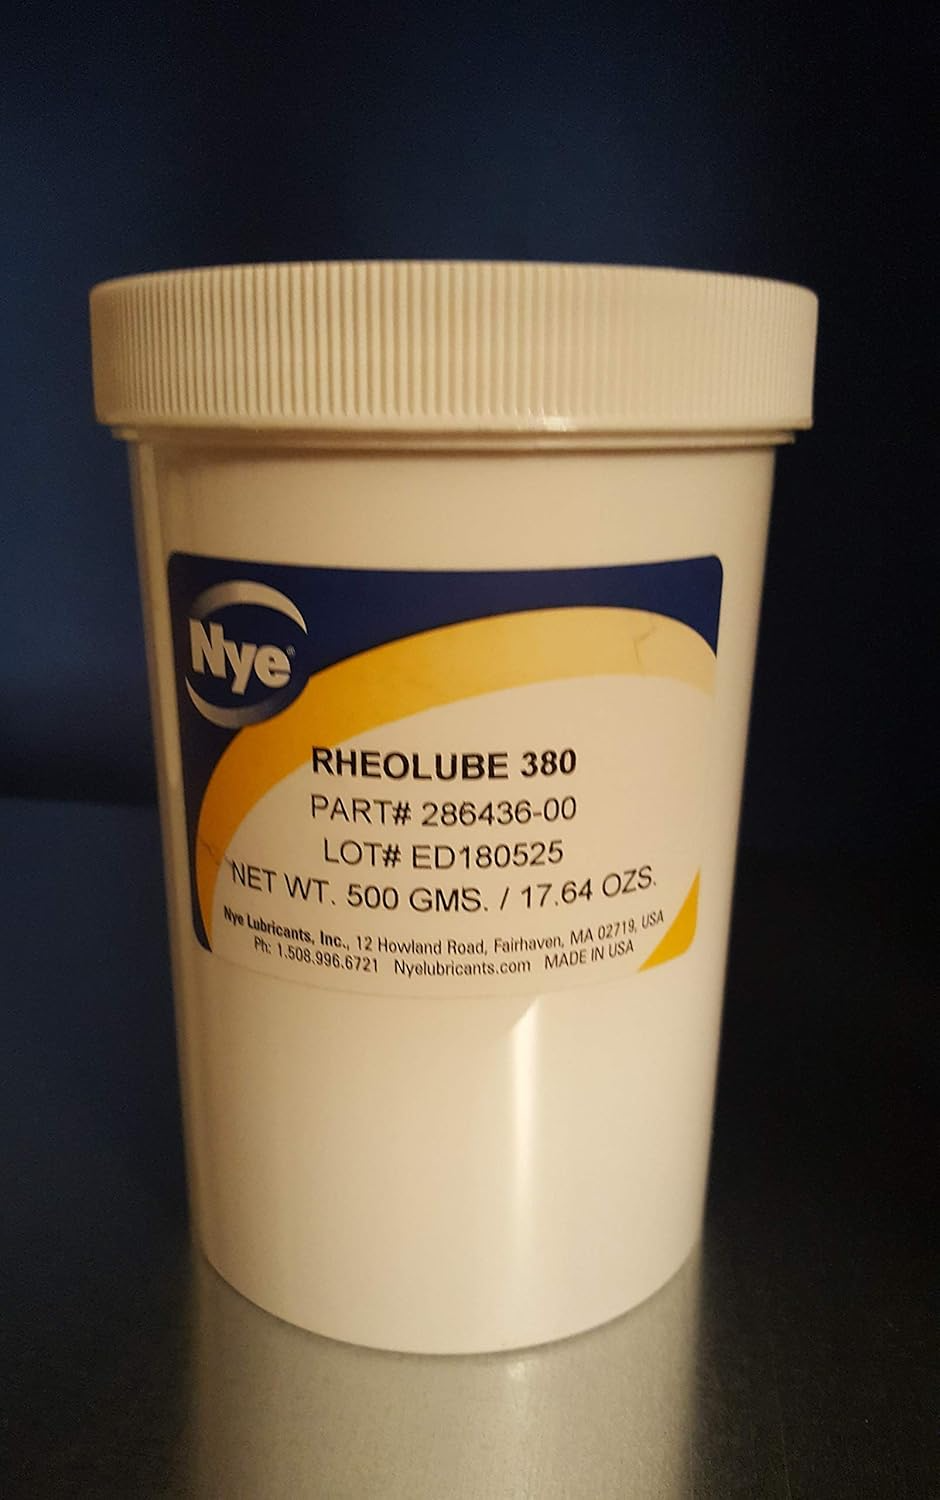 Nye®
RHEOLUBE 380
PART# 286436-00
LOT# ED180525
NET WT. 500 GMS. / 17.64 OZS.
Nye Lubricants, Inc., 12 Howland Road, Fairhaven, MA 02719, USA
Ph: 1.508.996.6721 Nyelubricants.com MADE IN USA